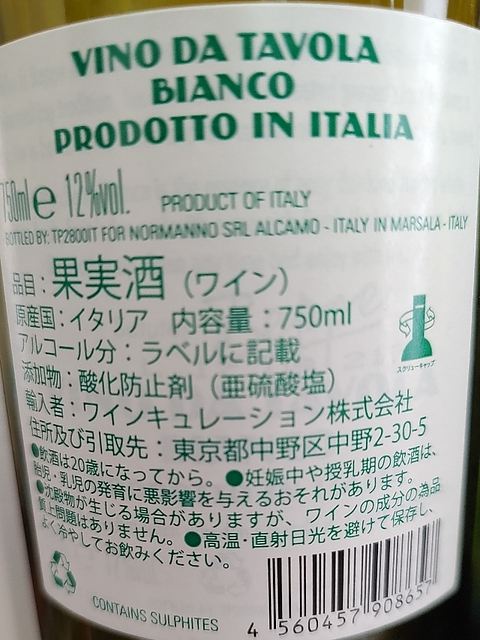 VINO DA TAVOLA
BIANCO
PRODOTTO IN ITALIA
750ml e 12%vol. PRODUCT OF ITALY
BOTTLED BY: TP2800IT FOR NORMANNO SRL ALCAMO - ITALY IN MARSALA - ITALY
品目：果実酒（ワイン）
原産国：イタリア 内容量：750ml
アルコール分：ラベルに記載
スクリューキャップ
添加物：酸化防止剤（亜硫酸塩）
輸入者：ワインキュレーション株式会社
住所及び引取先：東京都中野区中野2-30-5
●飲酒は20歳になってから。●妊娠中や授乳期の飲酒は、
胎児・乳児の発育に悪影響を与えるおそれがあります。
●沈殿物が生じる場合がありますが、ワインの成分の為品
質上問題はありません。●高温・直射日光を避けて保存し、
よく冷やしてお飲みください。
CONTAINS SULPHITES
4 560457 908657